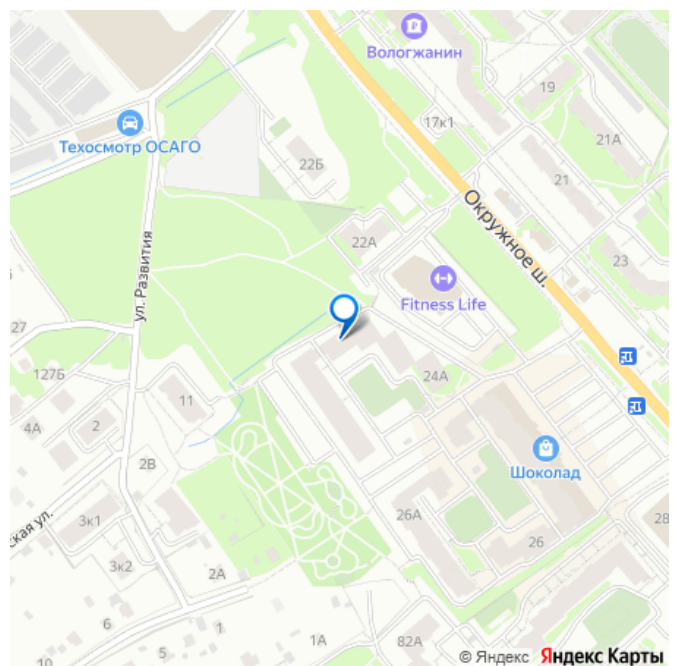 Вологжанин
19
17к1
21А
Техосмотр ОСАГО
22Б
21
Окружное ш.
22А
23
ул. Развития
Fitness Life
27
127Б
24А
11
4А
2
2В
Шоколад
ская ул.
3к1
26А
28
26
3к2
2А
1
10
6
5
1А
82А
© Яндекс Яндекс Карты